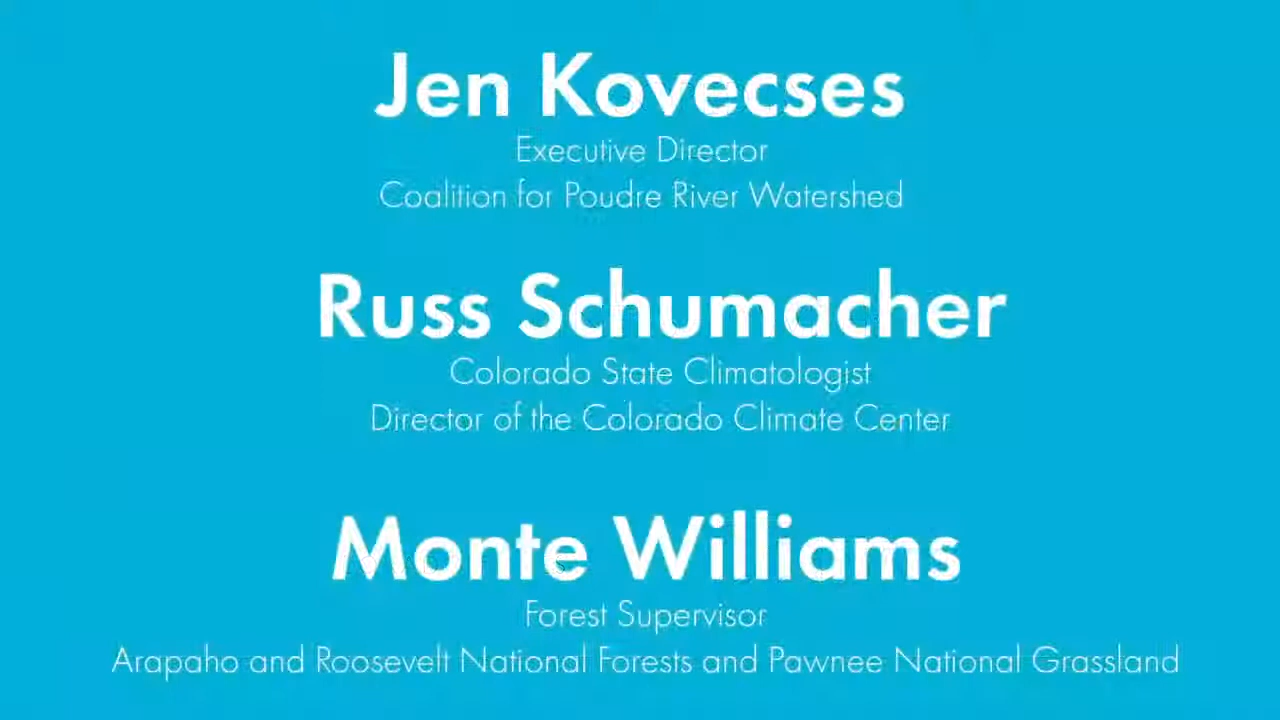 Jen Kovecses
Executive Director
Coalition for Poudre River Watershed
Russ Schumacher
Colorado State Climatologist
Director of the Colorado Climate Center
Monte Williams
Forest Supervisor
Arapaho and Roosevelt National Forests and Pawnee National Grassland